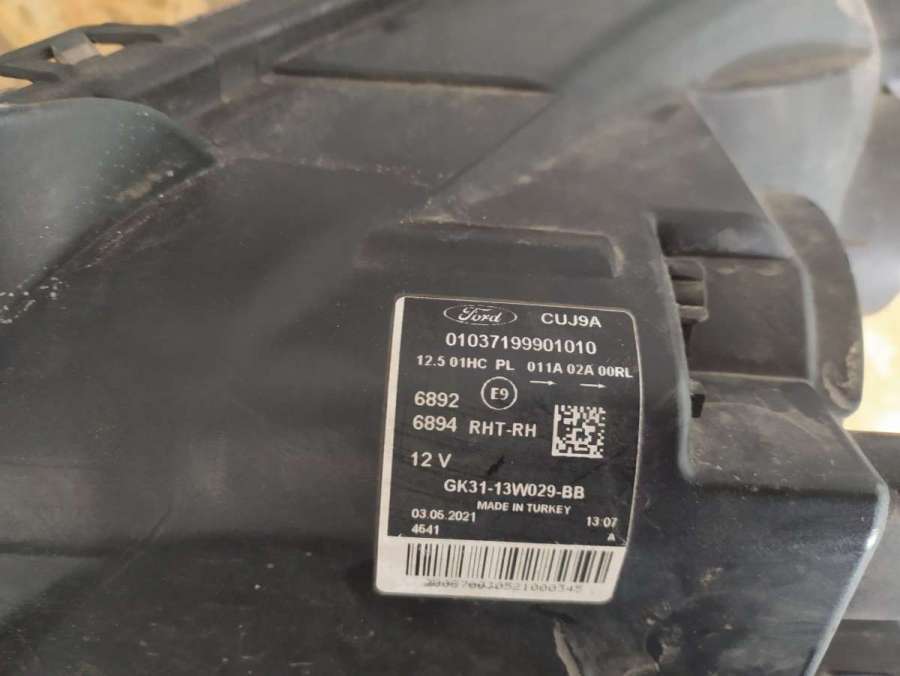 Ford CUJ9A
01037199901010
12.5 01HC PL 011A 02A 00RL
6892 E9
6894 RHT-RH
12 V
GK31-13W029-BB
MADE IN TURKEY
03.05.2021 13:07
4641 A